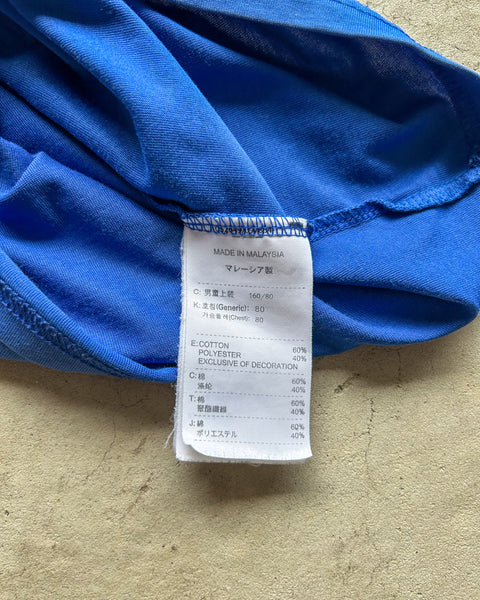 MADE IN MALAYSIA
マレーシア製
C: 男童上裝 160/80
K: 호칭(Generic): 80
가슴둘레(Chest): 80
E: COTTON 60%
POLYESTER 40%
EXCLUSIVE OF DECORATION
C: 棉 60%
涤纶 40%
T: 棉 60%
聚酯纖維 40%
J: 綿 60%
ポリエステル 40%